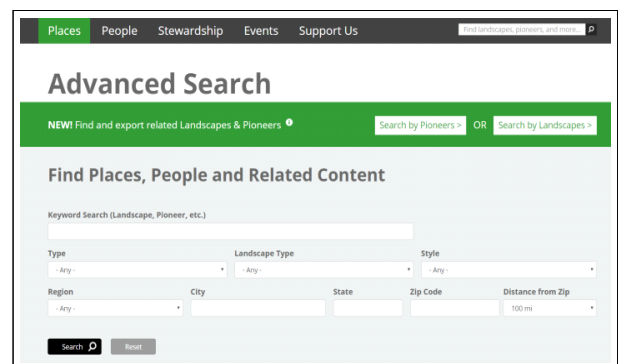 Places People Stewardship Events Support Us Find landscapes, pioneers, and more...
Advanced Search
NEW! Find and export related Landscapes & Pioneers Search by Pioneers > OR Search by Landscapes >
Find Places, People and Related Content
Keyword Search (Landscape, Pioneer, etc.)
Type Landscape Type Style
- Any - - Any - - Any -
Region City State Zip Code Distance from Zip
- Any - 100 mi
Search Reset